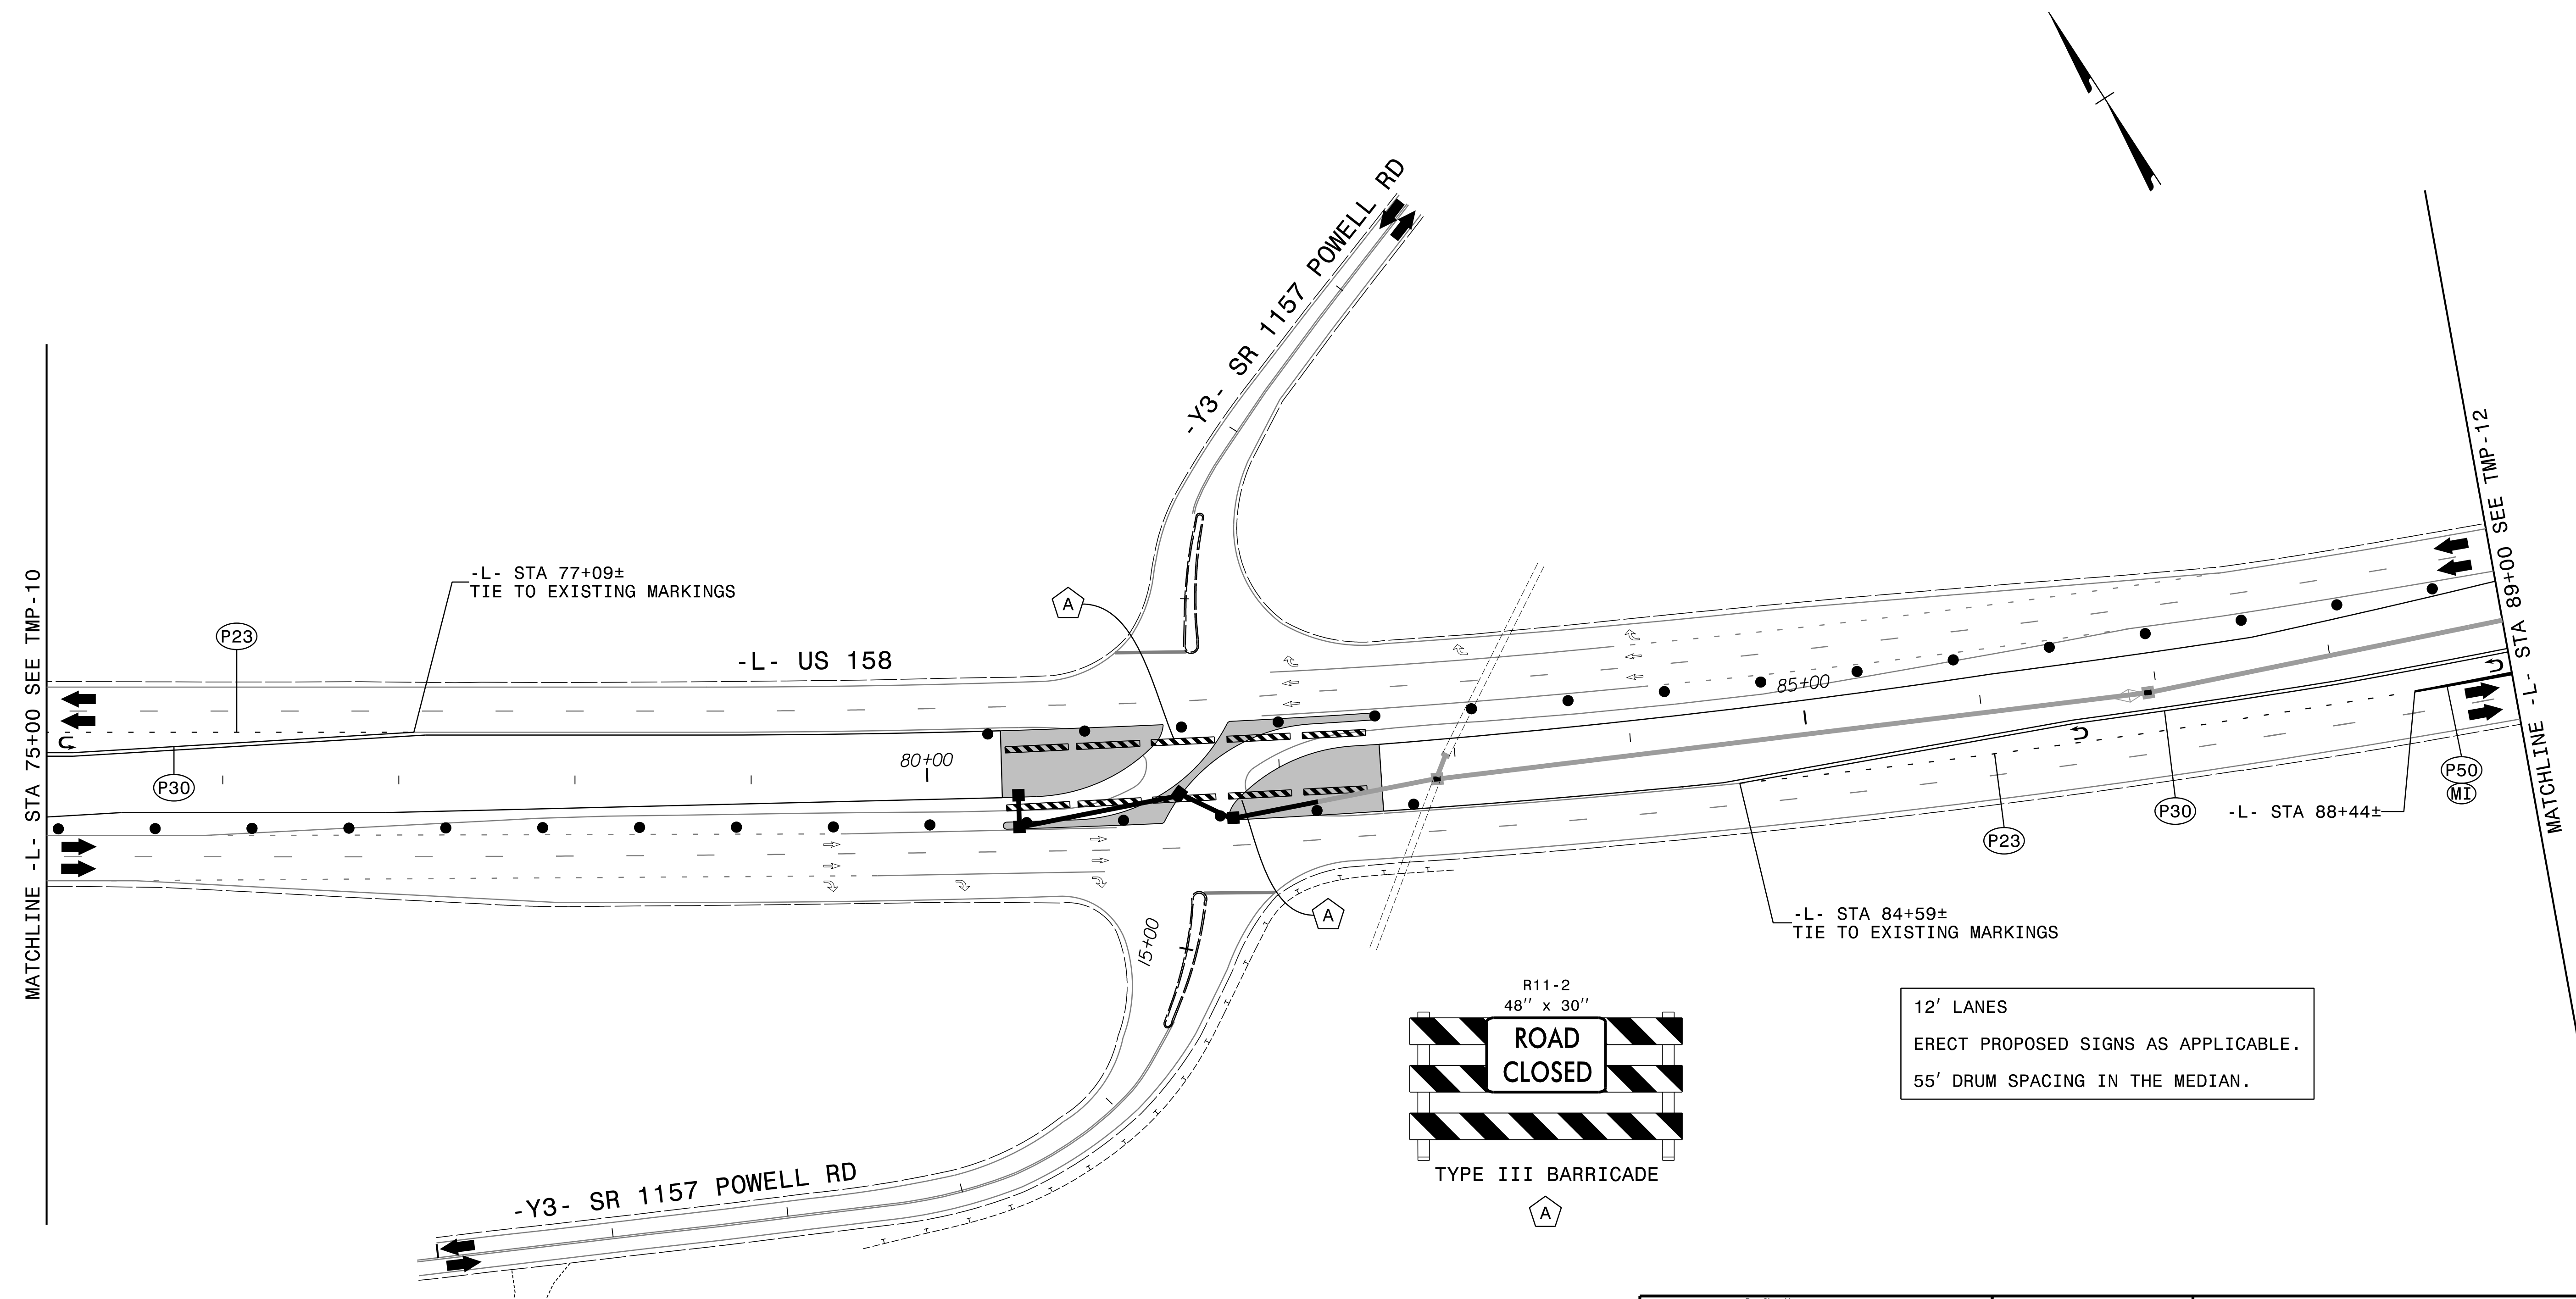 -Y3- SR 1157 POWELL RD
MATCHLINE -L- STA 75+00 SEE TMP-10
-L- STA 77+09±
TIE TO EXISTING MARKINGS
P23
P30
-L- US 158
A
80+00
85+00
MATCHLINE -L- STA 89+00 SEE TMP-12
P50
MI
P30
-L- STA 88+44±
P23
-L- STA 84+59±
TIE TO EXISTING MARKINGS
A
15+00
R11-2
48" x 30"
ROAD
CLOSED
TYPE III BARRICADE
A
12' LANES
ERECT PROPOSED SIGNS AS APPLICABLE.
55' DRUM SPACING IN THE MEDIAN.
-Y3- SR 1157 POWELL RD